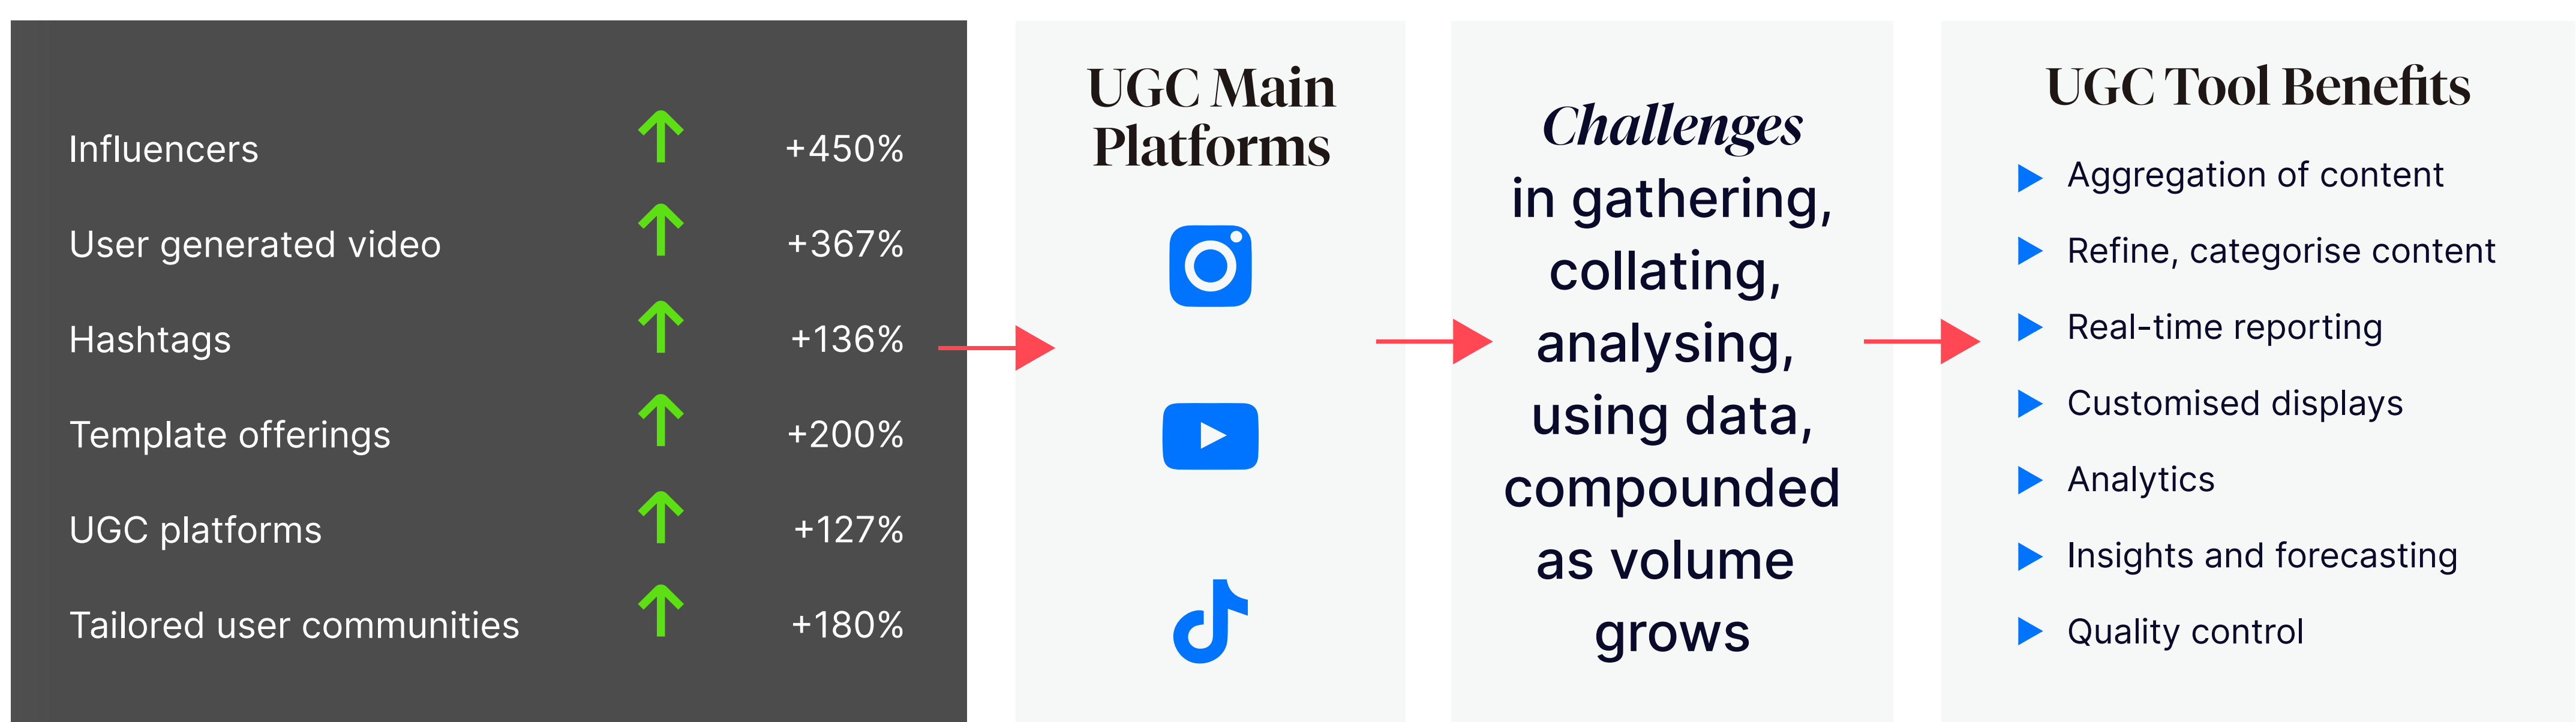 Influencers +450%
User generated video +367%
Hashtags +136%
Template offerings +200%
UGC platforms +127%
Tailored user communities +180%
UGC Main
Platforms
Challenges
in gathering,
collating,
analysing,
using data,
compounded
as volume
grows
UGC Tool Benefits
Aggregation of content
Refine, categorise content
Real-time reporting
Customised displays
Analytics
Insights and forecasting
Quality control